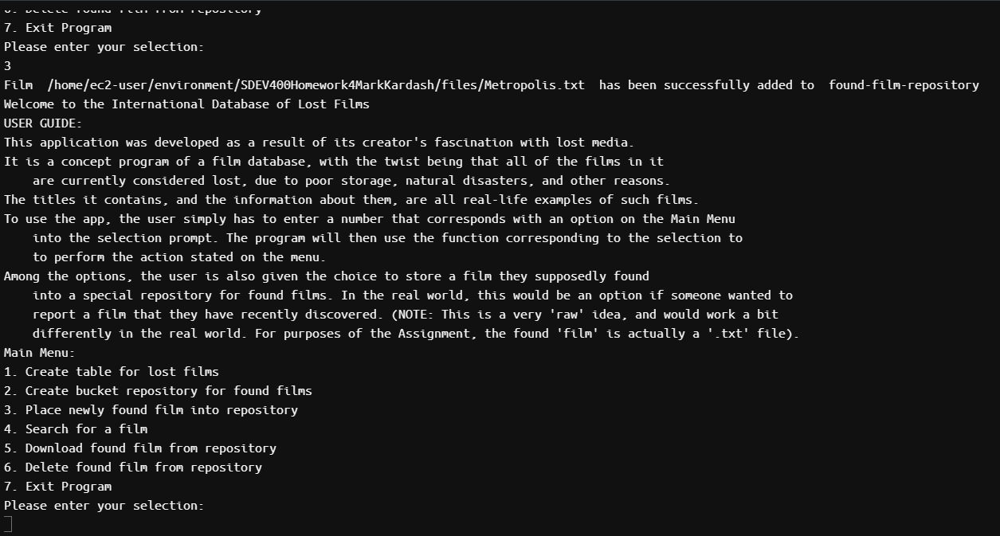 6. Delete found film from repository
7. Exit Program
Please enter your selection:
3
Film  /home/ec2-user/environment/SDEV400Homework4MarkKardash/files/Metropolis.txt  has been successfully added to  found-film-repository
Welcome to the International Database of Lost Films
USER GUIDE:
This application was developed as a result of its creator's fascination with lost media.
It is a concept program of a film database, with the twist being that all of the films in it
    are currently considered lost, due to poor storage, natural disasters, and other reasons.
The titles it contains, and the information about them, are all real-life examples of such films.
To use the app, the user simply has to enter a number that corresponds with an option on the Main Menu
    into the selection prompt. The program will then use the function corresponding to the selection to
    to perform the action stated on the menu.
Among the options, the user is also given the choice to store a film they supposedly found
    into a special repository for found films. In the real world, this would be an option if someone wanted to
    report a film that they have recently discovered. (NOTE: This is a very 'raw' idea, and would work a bit
    differently in the real world. For purposes of the Assignment, the found 'film' is actually a '.txt' file).
Main Menu:
1. Create table for lost films
2. Create bucket repository for found films
3. Place newly found film into repository
4. Search for a film
5. Download found film from repository
6. Delete found film from repository
7. Exit Program
Please enter your selection: